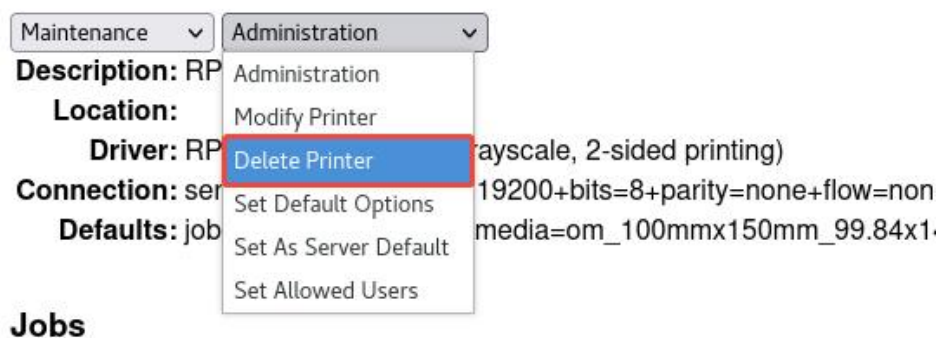 Maintenance Administration
Description: RP Administration
Location: Modify Printer
Driver: RP Delete Printer ayscale, 2-sided printing)
Connection: ser Set Default Options 19200+bits=8+parity=none+flow=non
Defaults: job Set As Server Default media=om_100mmx150mm_99.84x1
Set Allowed Users
Jobs